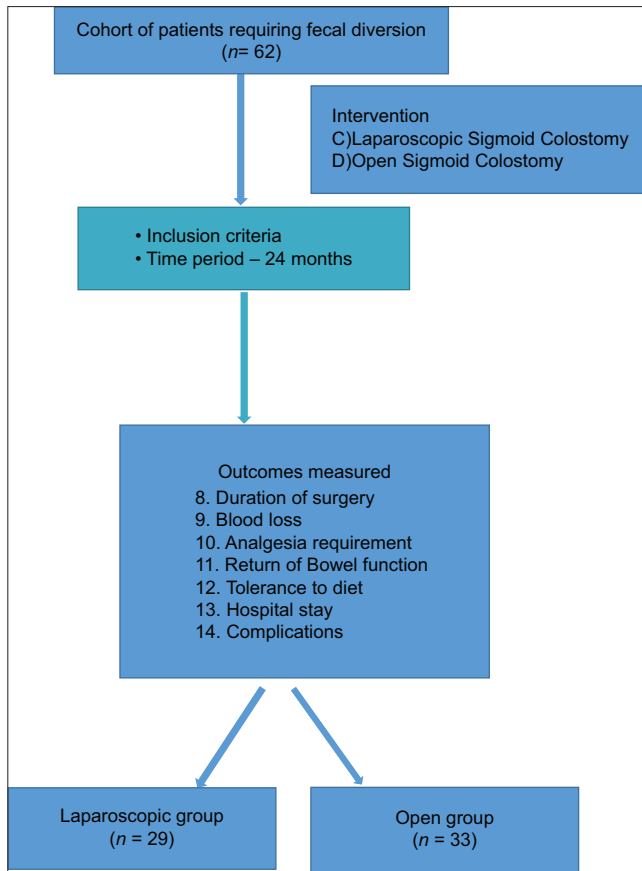 Cohort of patients requiring fecal diversion
(n= 62)
Intervention
C)Laparoscopic Sigmoid Colostomy
D)Open Sigmoid Colostomy
• Inclusion criteria
• Time period – 24 months
Outcomes measured
8. Duration of surgery
9. Blood loss
10. Analgesia requirement
11. Return of Bowel function
12. Tolerance to diet
13. Hospital stay
14. Complications
Laparoscopic group
(n = 29)
Open group
(n = 33)